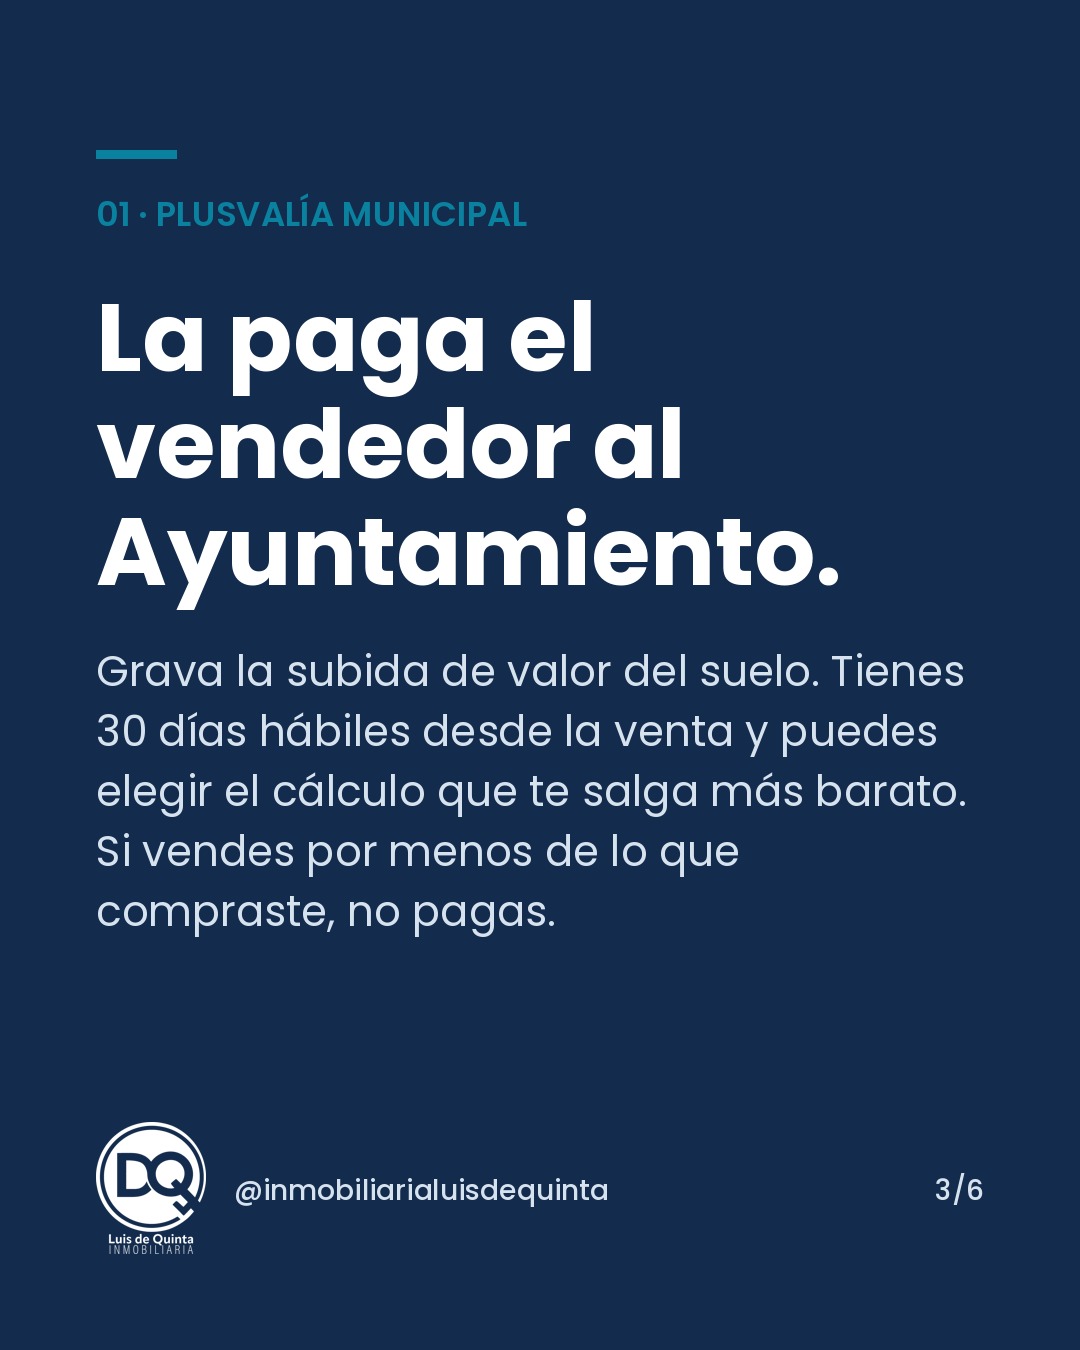 01 · PLUSVALÍA MUNICIPAL
La paga el
vendedor al
Ayuntamiento.
Grava la subida de valor del suelo. Tienes
30 días hábiles desde la venta y puedes
elegir el cálculo que te salga más barato.
Si vendes por menos de lo que
compraste, no pagas.
DQ
Luis de Quinta
INMOBILIARIA
@inmobiliarialuisdequinta
3/6